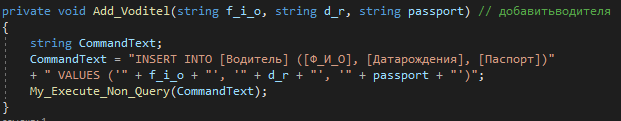 private void Add_Voditel(string f_i_o, string d_r, string passport) // добавитьводителя
{
string CommandText;
CommandText = "INSERT INTO [Водитель] ([Ф_И_О], [Датарождения], [Паспорт])"
+ " VALUES ('" + f_i_o + "', '" + d_r + "', '" + passport + "')";
My_Execute_Non_Query(CommandText);
}